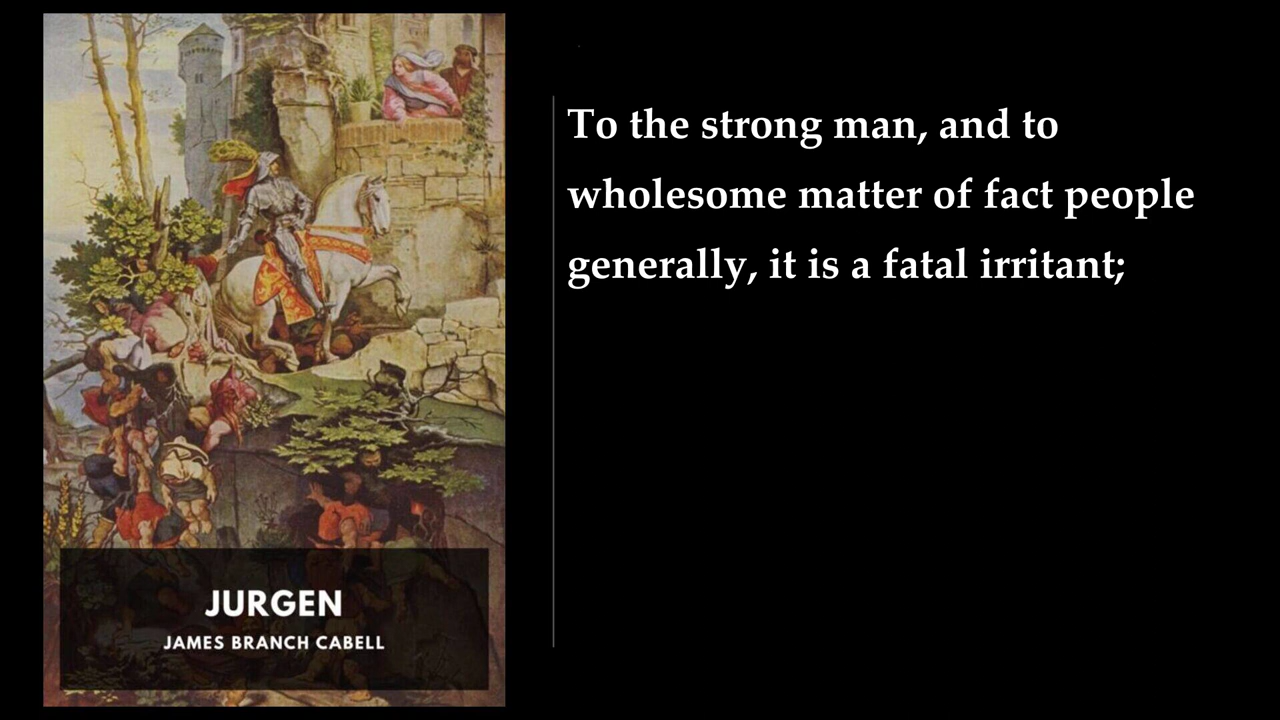 To the strong man, and to
wholesome matter of fact people
generally, it is a fatal irritant;
JURGEN
JAMES BRANCH CABELL